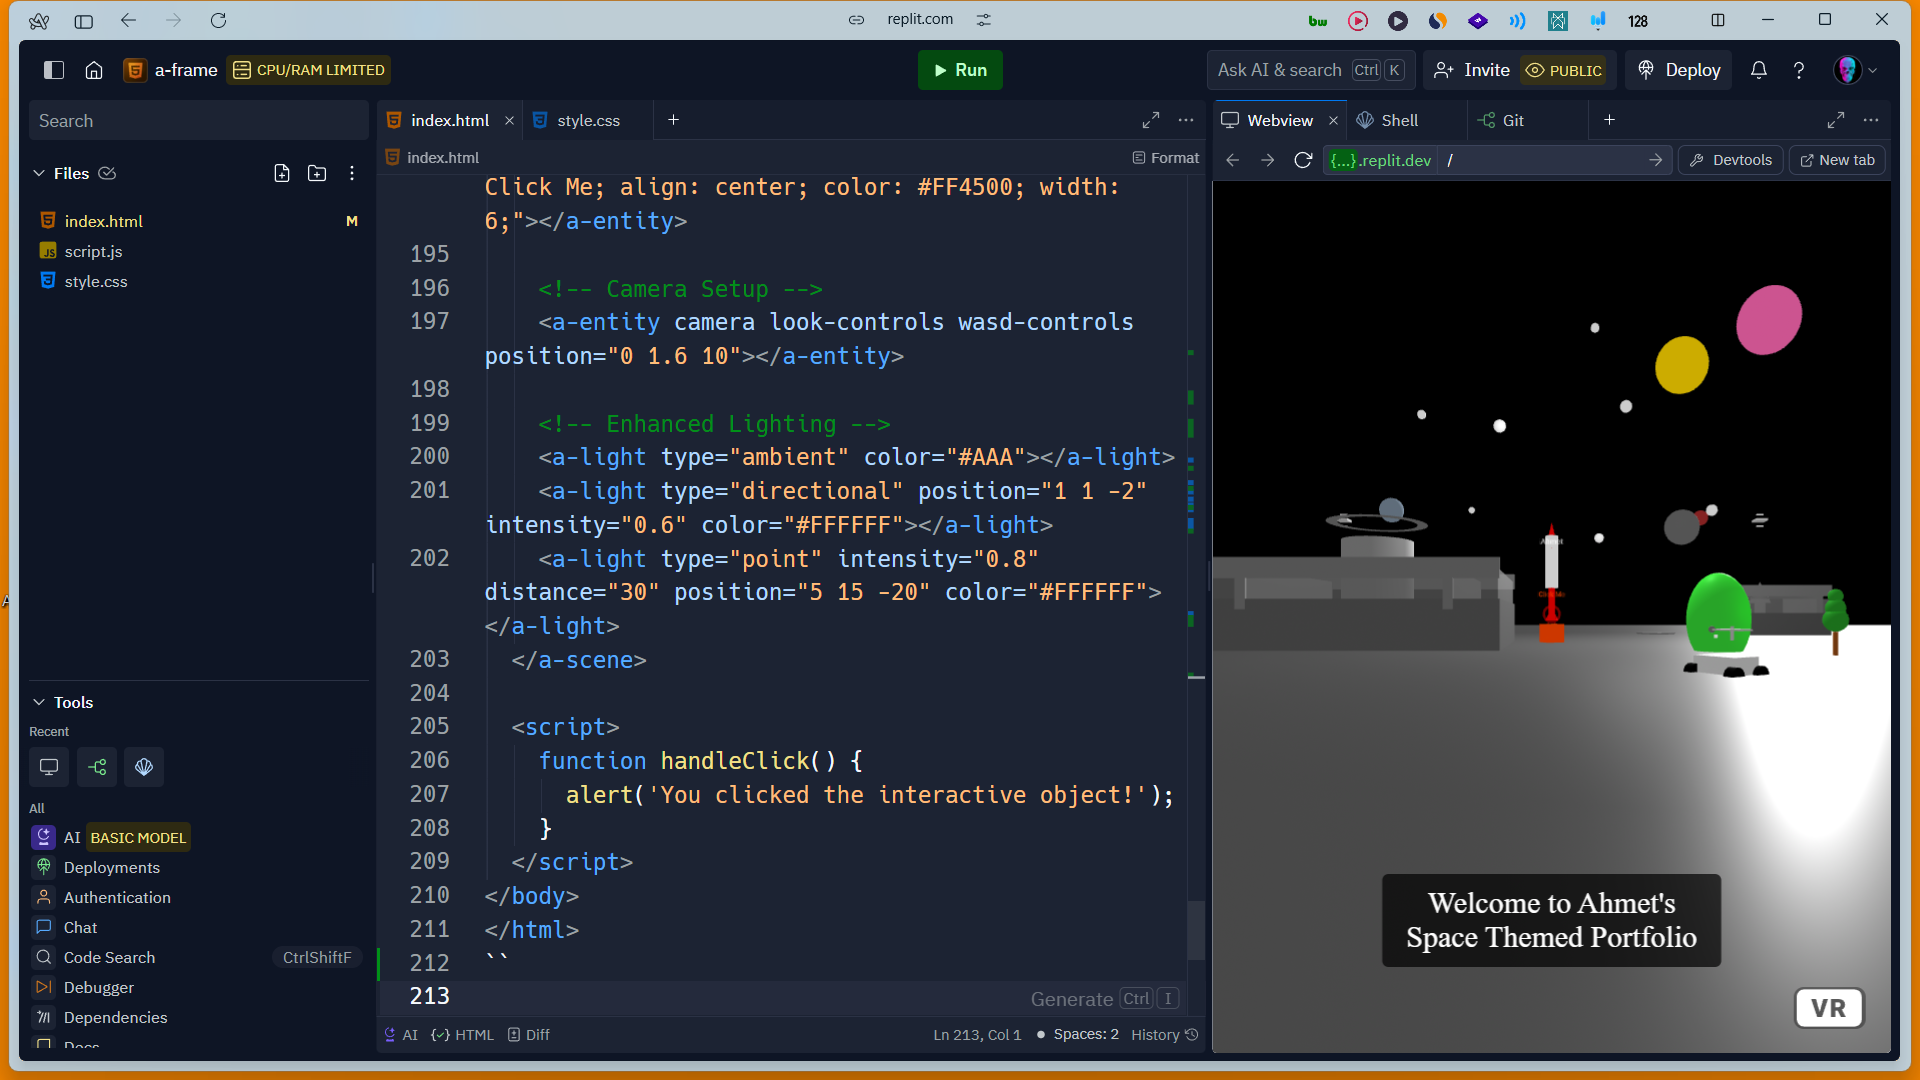 replit.com
bw
128
a-frame
CPU/RAM LIMITED
Run
Ask AI & search Ctrl K
Invite
PUBLIC
Deploy
Search
Files
index.html M
script.js
style.css
Tools
Recent
All
AI BASIC MODEL
Deployments
Authentication
Chat
Code Search CtrlShiftF
Debugger
Dependencies
Docs
index.html
style.css
index.html
Format
Click Me; align: center; color: #FF4500; width:
6;"></a-entity>
195
196 <!-- Camera Setup -->
197 <a-entity camera look-controls wasd-controls
position="0 1.6 10"></a-entity>
198
199 <!-- Enhanced Lighting -->
200 <a-light type="ambient" color="#AAA"></a-light>
201 <a-light type="directional" position="1 1 -2"
intensity="0.6" color="#FFFFFF"></a-light>
202 <a-light type="point" intensity="0.8"
distance="30" position="5 15 -20" color="#FFFFFF">
</a-light>
203 </a-scene>
204
205 <script>
206 function handleClick() {
207 alert('You clicked the interactive object!');
208 }
209 </script>
210 </body>
211 </html>
212 ``
213
Generate Ctrl I
AI
HTML
Diff
Ln 213, Col 1
Spaces: 2
History
Webview
Shell
Git
{...}.replit.dev /
Devtools
New tab
Welcome to Ahmet's
Space Themed Portfolio
VR